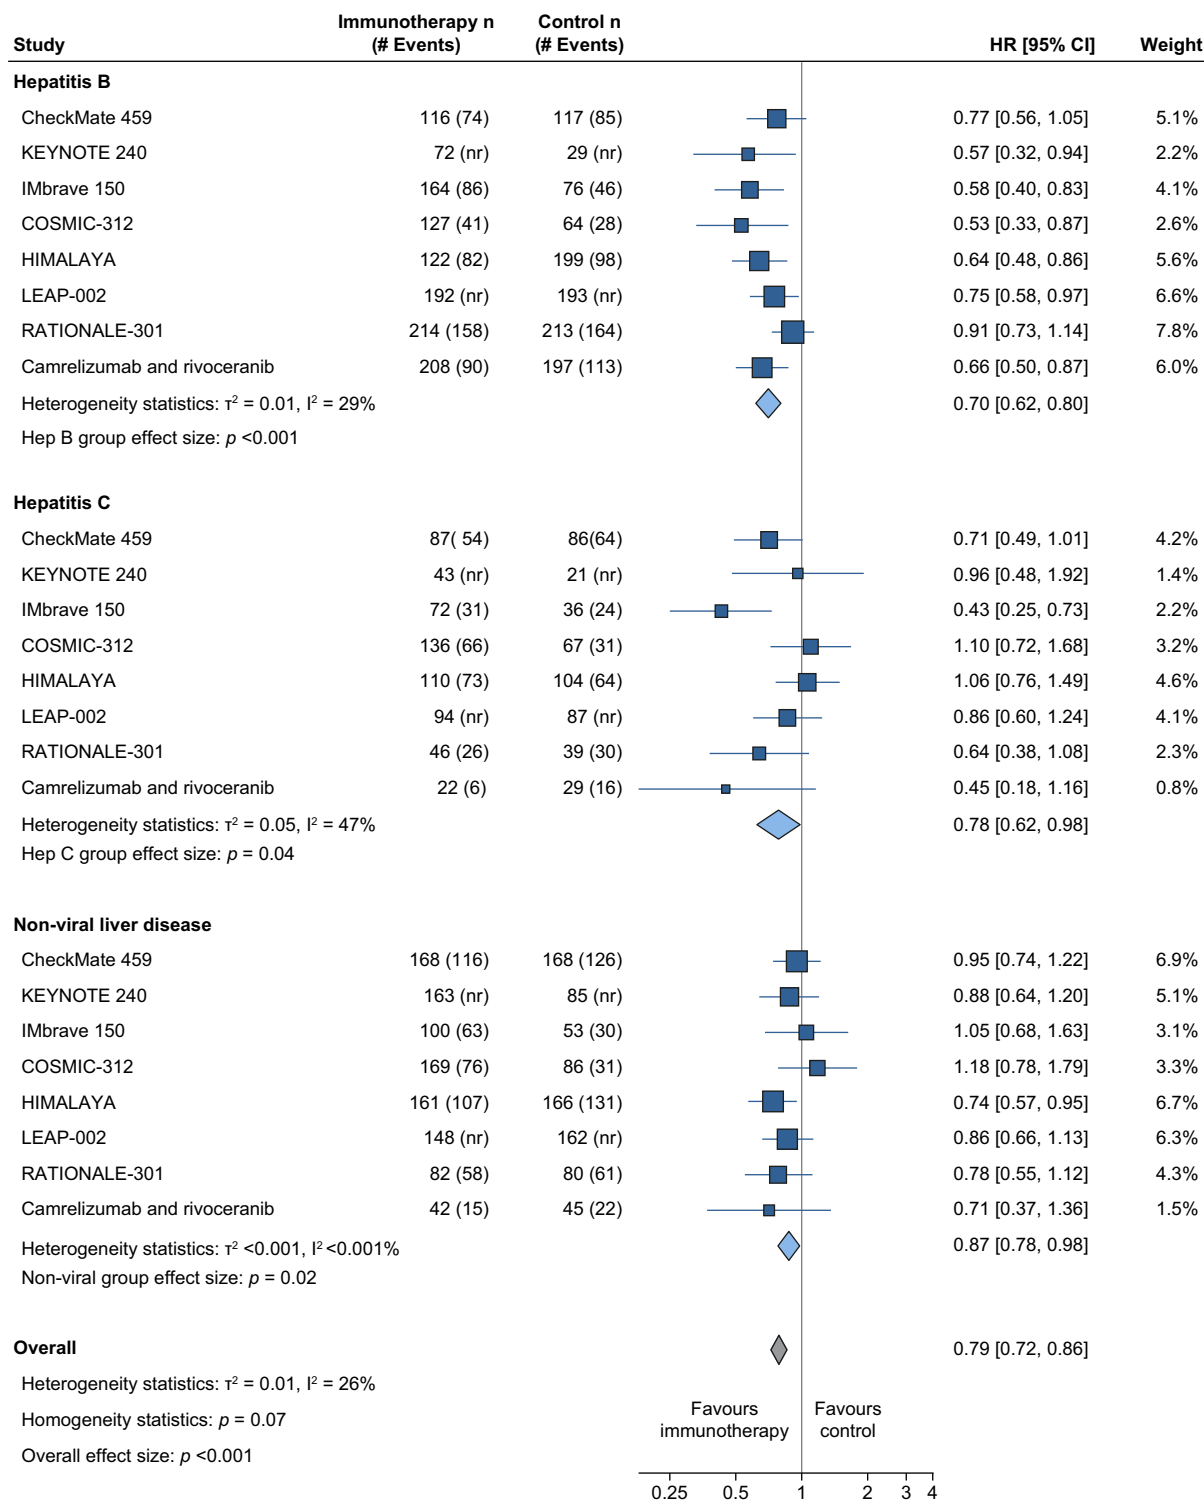 Immunotherapy n Control n
Study (# Events) (# Events) HR [95% CI] Weight
Hepatitis B
CheckMate 459 116 (74) 117 (85) 0.77 [0.56, 1.05] 5.1%
KEYNOTE 240 72 (nr) 29 (nr) 0.57 [0.32, 0.94] 2.2%
IMbrave 150 164 (86) 76 (46) 0.58 [0.40, 0.83] 4.1%
COSMIC-312 127 (41) 64 (28) 0.53 [0.33, 0.87] 2.6%
HIMALAYA 122 (82) 199 (98) 0.64 [0.48, 0.86] 5.6%
LEAP-002 192 (nr) 193 (nr) 0.75 [0.58, 0.97] 6.6%
RATIONALE-301 214 (158) 213 (164) 0.91 [0.73, 1.14] 7.8%
Camrelizumab and rivoceranib 208 (90) 197 (113) 0.66 [0.50, 0.87] 6.0%
Heterogeneity statistics: τ² = 0.01, I² = 29% 0.70 [0.62, 0.80]
Hep B group effect size: p <0.001
Hepatitis C
CheckMate 459 87( 54) 86(64) 0.71 [0.49, 1.01] 4.2%
KEYNOTE 240 43 (nr) 21 (nr) 0.96 [0.48, 1.92] 1.4%
IMbrave 150 72 (31) 36 (24) 0.43 [0.25, 0.73] 2.2%
COSMIC-312 136 (66) 67 (31) 1.10 [0.72, 1.68] 3.2%
HIMALAYA 110 (73) 104 (64) 1.06 [0.76, 1.49] 4.6%
LEAP-002 94 (nr) 87 (nr) 0.86 [0.60, 1.24] 4.1%
RATIONALE-301 46 (26) 39 (30) 0.64 [0.38, 1.08] 2.3%
Camrelizumab and rivoceranib 22 (6) 29 (16) 0.45 [0.18, 1.16] 0.8%
Heterogeneity statistics: τ² = 0.05, I² = 47% 0.78 [0.62, 0.98]
Hep C group effect size: p = 0.04
Non-viral liver disease
CheckMate 459 168 (116) 168 (126) 0.95 [0.74, 1.22] 6.9%
KEYNOTE 240 163 (nr) 85 (nr) 0.88 [0.64, 1.20] 5.1%
IMbrave 150 100 (63) 53 (30) 1.05 [0.68, 1.63] 3.1%
COSMIC-312 169 (76) 86 (31) 1.18 [0.78, 1.79] 3.3%
HIMALAYA 161 (107) 166 (131) 0.74 [0.57, 0.95] 6.7%
LEAP-002 148 (nr) 162 (nr) 0.86 [0.66, 1.13] 6.3%
RATIONALE-301 82 (58) 80 (61) 0.78 [0.55, 1.12] 4.3%
Camrelizumab and rivoceranib 42 (15) 45 (22) 0.71 [0.37, 1.36] 1.5%
Heterogeneity statistics: τ² <0.001, I² <0.001% 0.87 [0.78, 0.98]
Non-viral group effect size: p = 0.02
Overall 0.79 [0.72, 0.86]
Heterogeneity statistics: τ² = 0.01, I² = 26%
Homogeneity statistics: p = 0.07
Overall effect size: p <0.001
Favours immunotherapy
Favours control
0.25 0.5 1 2 3 4